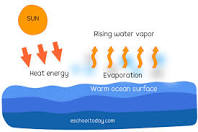 SUN
Rising water vapor
Heat energy
Evaporation
Warm ocean surface
eschooltoday.com